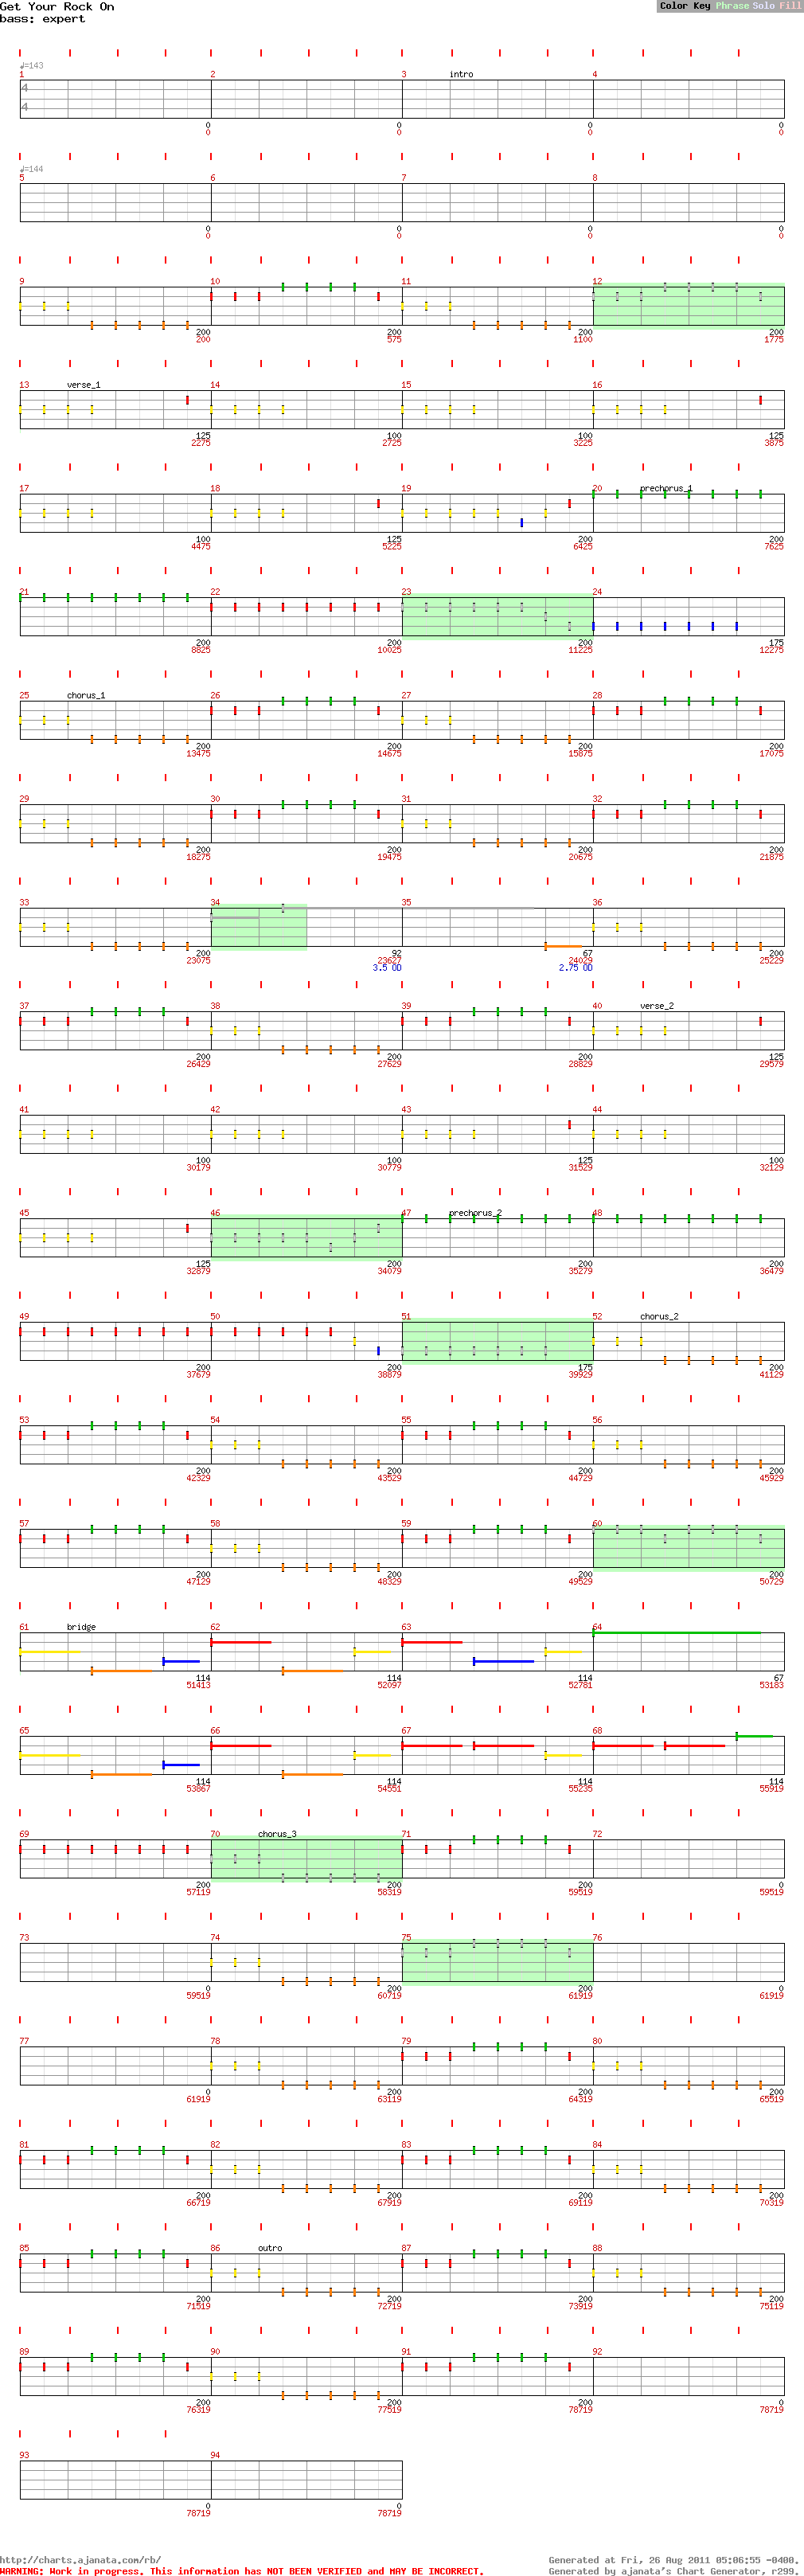 Get Your Rock On
bass: expert
Color Key Phrase Solo Fill
♩=143
1 2 3 intro 4
4
4
0 0 0 0
0 0 0 0
♩=144
5 6 7 8
0 0 0 0
0 0 0 0
9 10 11 12
200 200 200 200
200 575 1100 1775
13 verse_1 14 15 16
125 100 100 125
2275 2725 3225 3875
17 18 19 20 prechorus_1
100 125 200 200
4475 5225 6425 7625
21 22 23 24
200 200 200 175
8825 10025 11225 12275
25 chorus_1 26 27 28
200 200 200 200
13475 14675 15875 17075
29 30 31 32
200 200 200 200
18275 19475 20675 21875
33 34 35 36
200 92 67 200
23075 23627 24029 25229
3.5 OD 2.75 OD
37 38 39 40 verse_2
200 200 200 125
26429 27629 28829 29579
41 42 43 44
100 100 125 100
30179 30779 31529 32129
45 46 47 prechorus_2 48
125 200 200 200
32879 34079 35279 36479
49 50 51 52 chorus_2
200 200 175 200
37679 38879 39929 41129
53 54 55 56
200 200 200 200
42329 43529 44729 45929
57 58 59 60
200 200 200 200
47129 48329 49529 50729
61 bridge 62 63 64
114 114 114 67
51413 52097 52781 53183
65 66 67 68
114 114 114 114
53867 54551 55235 55919
69 70 chorus_3 71 72
200 200 200 0
57119 58319 59519 59519
73 74 75 76
0 200 200 0
59519 60719 61919 61919
77 78 79 80
0 200 200 200
61919 63119 64319 65519
81 82 83 84
200 200 200 200
66719 67919 69119 70319
85 86 outro 87 88
200 200 200 200
71519 72719 73919 75119
89 90 91 92
200 200 200 0
76319 77519 78719 78719
93 94
0 0
78719 78719
http://charts.ajanata.com/rb/ Generated at Fri, 26 Aug 2011 05:06:55 -0400.
WARNING: Work in progress. This information has NOT BEEN VERIFIED and MAY BE INCORRECT. Generated by ajanata's Chart Generator, r299.